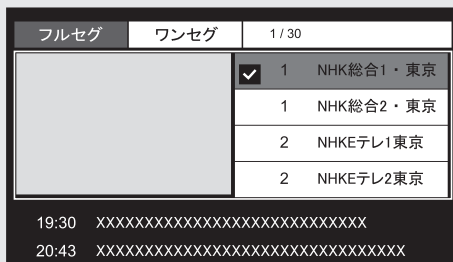 フルセグ ワンセグ 1 / 30
1 NHK総合1・東京
1 NHK総合2・東京
2 NHKEテレ1東京
2 NHKEテレ2東京
19:30 XXXXXXXXXXXXXXXXXXXXXXXXXXXX
20:43 XXXXXXXXXXXXXXXXXXXXXXXXXXXXXXXX